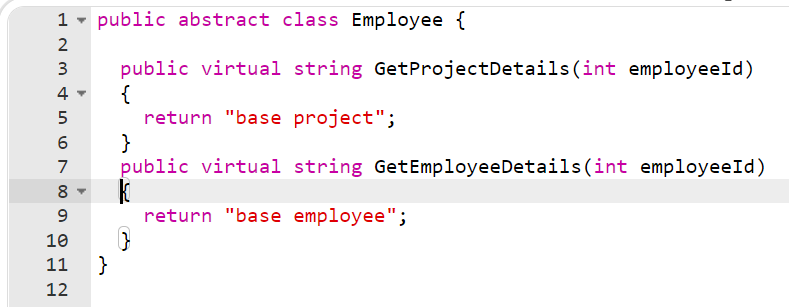 1 public abstract class Employee {
2
3 public virtual string GetProjectDetails(int employeeId)
4 {
5 return "base project";
6 }
7 public virtual string GetEmployeeDetails(int employeeId)
8 {
9 return "base employee";
10 }
11 }
12